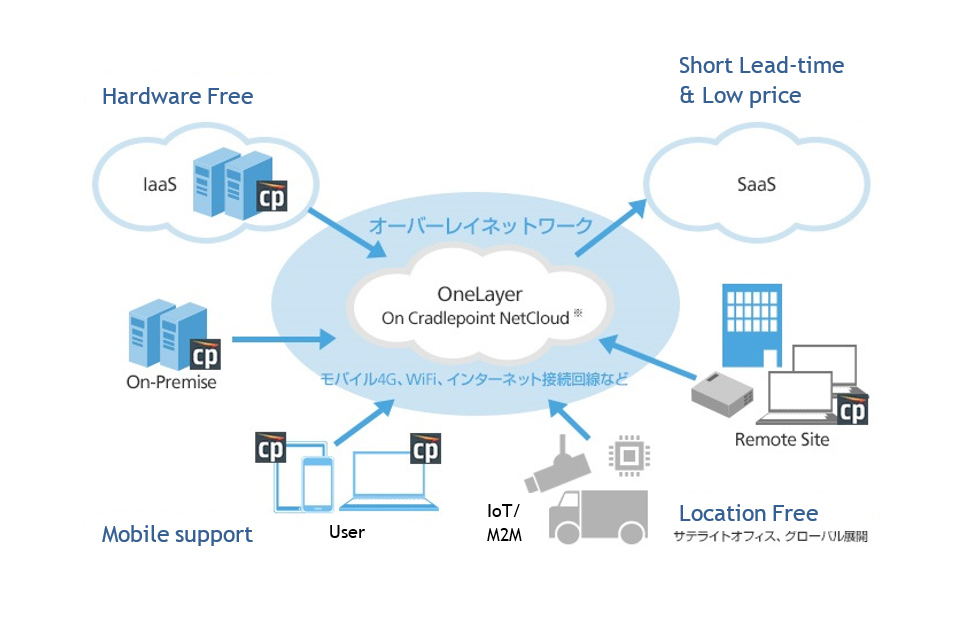 Short Lead-time
& Low price
Hardware Free
IaaS
cp
SaaS
オーバーレイネットワーク
OneLayer
On Cradlepoint NetCloud ※
cp
On-Premise
モバイル4G、WiFi、インターネット接続回線など
cp
Remote Site
cp
cp
User
IoT/
M2M
Mobile support
Location Free
サテライトオフィス、グローバル展開